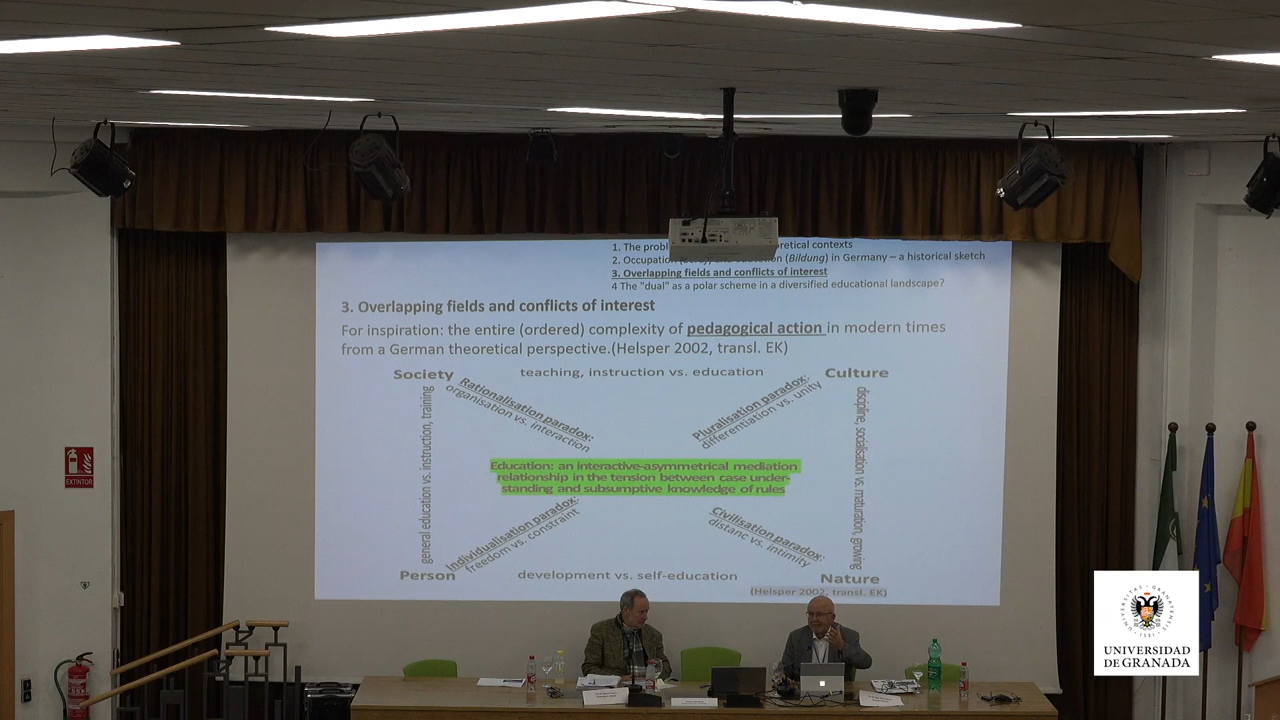 1. The probl retical contexts
2. Occupation (Bildung) in Germany – a historical sketch
3. Overlapping fields and conflicts of interest
4 The "dual" as a polar scheme in a diversified educational landscape?
3. Overlapping fields and conflicts of interest
For inspiration: the entire (ordered) complexity of pedagogical action in modern times
from a German theoretical perspective.(Helsper 2002, transl. EK)
Society
teaching, instruction vs. education
Culture
Rationalisation paradox:
organisation vs. interaction
Pluralisation paradox:
differentiation vs. unity
general education vs. instruction, training
discipline, socialisation vs. maturation, growing
Education: an interactive-asymmetrical mediation
relationship in the tension between case under-
standing and subsumptive knowledge of rules
Individualisation paradox:
freedom vs. constraint
Civilisation paradox:
distanc vs. intimity
Person
development vs. self-education
Nature
(Helsper 2002, transl. EK)
EXTINTOR
UNIVERSIDAD
DE GRANADA